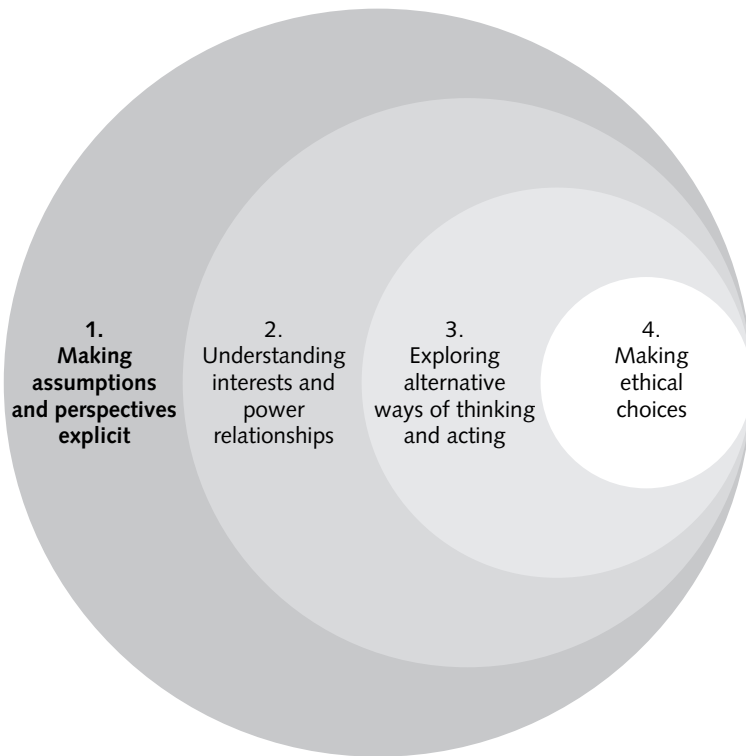 1.
Making
assumptions
and perspectives
explicit
2.
Understanding
interests and
power
relationships
3.
Exploring
alternative
ways of thinking
and acting
4.
Making
ethical
choices